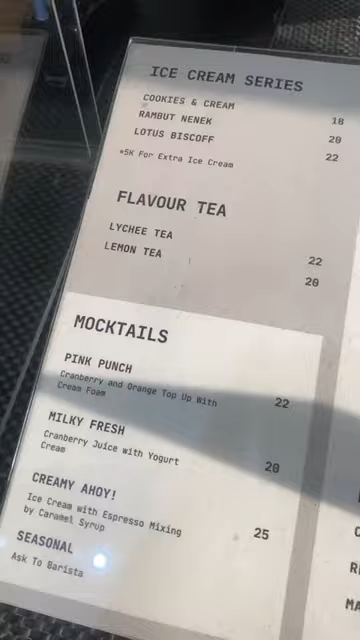 ICE CREAM SERIES
COOKIES & CREAM 18
RAMBUT NENEK 20
LOTUS BISCOFF 22
*5K For Extra Ice Cream
FLAVOUR TEA
LYCHEE TEA 22
LEMON TEA 20
MOCKTAILS
PINK PUNCH 22
Cranberry and Orange Top Up With
Cream Foam
MILKY FRESH 20
Cranberry Juice with Yogurt
Cream
CREAMY AHOY! 25
Ice Cream with Espresso Mixing
by Caramel Syrup
SEASONAL
Ask To Barista